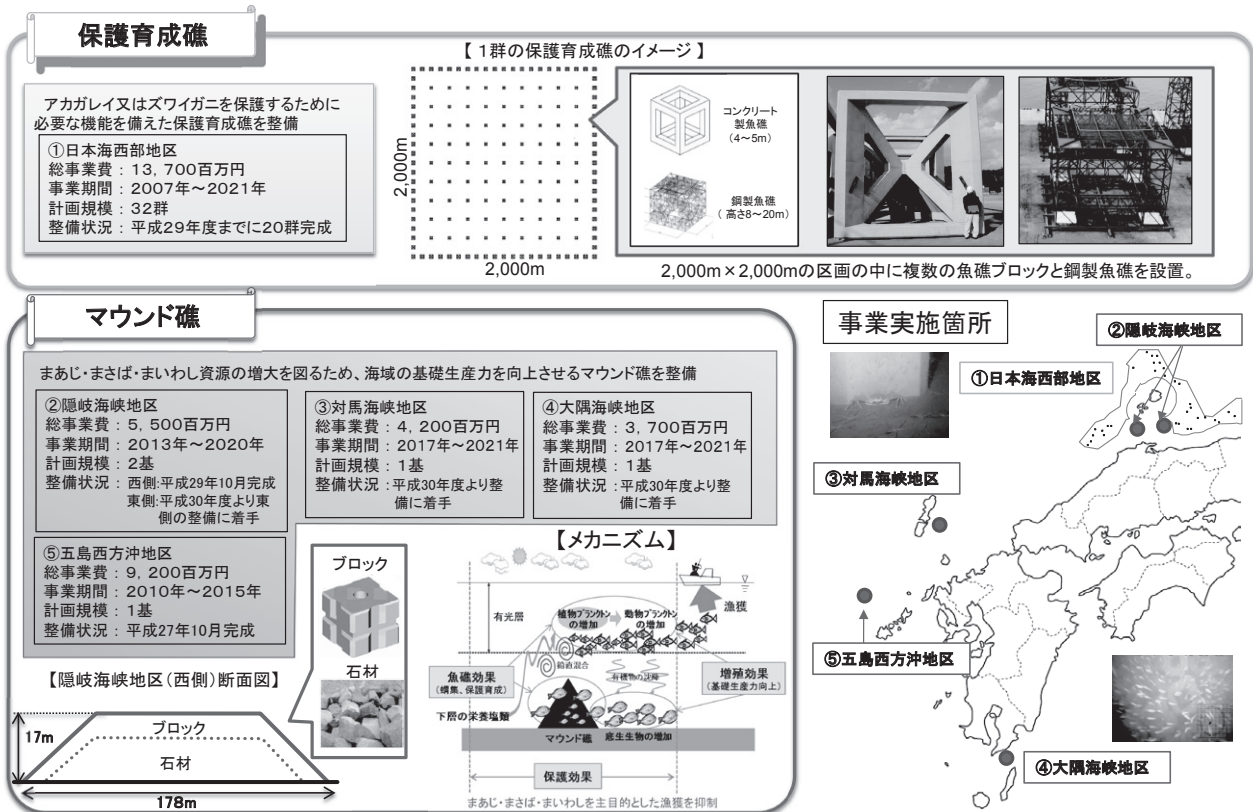 保護育成礁
アカガレイ又はズワイガニを保護するために
必要な機能を備えた保護育成礁を整備
①日本海西部地区
総事業費：13,700百万円
事業期間：2007年～2021年
計画規模：32群
整備状況：平成29年度までに20群完成
【 1群の保護育成礁のイメージ 】
2,000m
2,000m
コンクリート
製魚礁
(4～5m)
鋼製魚礁
(高さ8～20m)
2,000m×2,000mの区画の中に複数の魚礁ブロックと鋼製魚礁を設置。
マウンド礁
まあじ・まさば・まいわし資源の増大を図るため、海域の基礎生産力を向上させるマウンド礁を整備
②隠岐海峡地区
総事業費：5,500百万円
事業期間：2013年～2020年
計画規模：2基
整備状況：西側:平成29年10月完成
東側:平成30年度より東
側の整備に着手
③対馬海峡地区
総事業費：4,200百万円
事業期間：2017年～2021年
計画規模：1基
整備状況：平成30年度より整
備に着手
④大隅海峡地区
総事業費：3,700百万円
事業期間：2017年～2021年
計画規模：1基
整備状況：平成30年度より整
備に着手
⑤五島西方沖地区
総事業費：9,200百万円
事業期間：2010年～2015年
計画規模：1基
整備状況：平成27年10月完成
ブロック
石材
【隠岐海峡地区(西側)断面図】
17m
ブロック
石材
178m
【メカニズム】
有光層
植物プランクトン
の増加
動物プランクトン
の増加
漁獲
鉛直混合
魚礁効果
(蝟集、保護育成)
有機物の沈降
増殖効果
(基礎生産力向上)
下層の栄養塩類
マウンド礁
底生生物の増加
保護効果
まあじ・まさば・まいわしを主目的とした漁獲を抑制
事業実施箇所
②隠岐海峡地区
①日本海西部地区
③対馬海峡地区
⑤五島西方沖地区
④大隅海峡地区